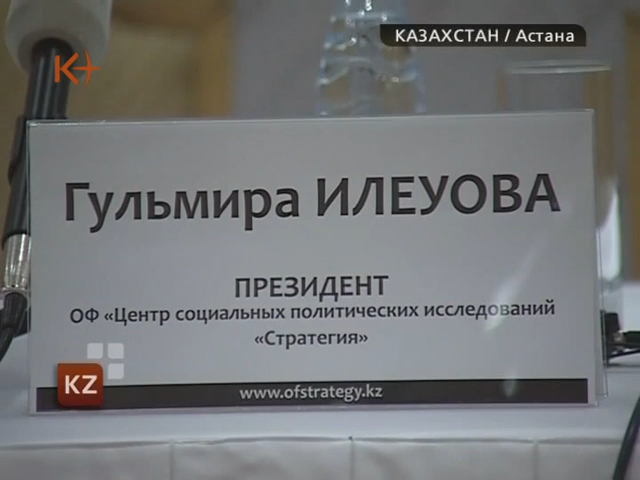 КАЗАХСТАН / Астана
K+
Гульмира ИЛЕУОВА
ПРЕЗИДЕНТ
ОФ «Центр социальных политических исследований
«Стратегия»
KZ
www.ofstrategy.kz